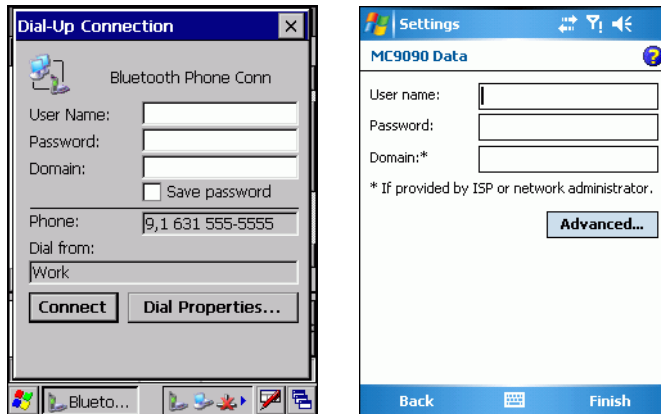 Dial-Up Connection
Bluetooth Phone Conn
User Name:
Password:
Domain:
Save password
Phone: 9,1 631 555-5555
Dial from:
Work
Connect Dial Properties...
Blueto...
Settings
MC9090 Data
User name:
Password:
Domain:*
* If provided by ISP or network administrator.
Advanced...
Back Finish